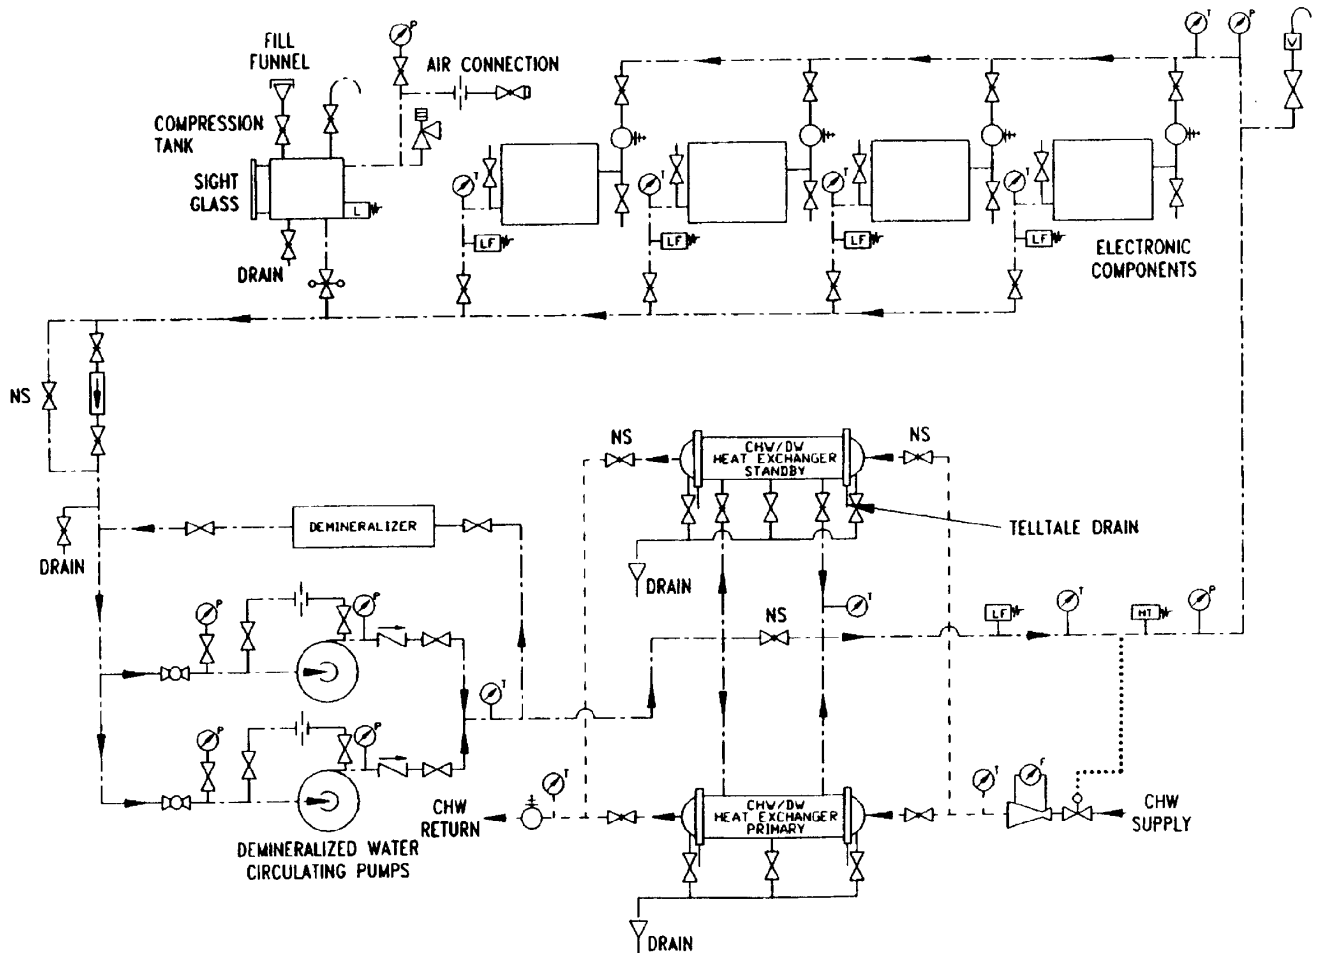 P
T
P
V
FILL
FUNNEL
AIR CONNECTION
COMPRESSION
TANK
SIGHT
GLASS
L
T
T
T
T
LF
LF
LF
LF
DRAIN
ELECTRONIC
COMPONENTS
NS
NS
CHW/DW
HEAT EXCHANGER
STANDBY
NS
DEMINERALIZER
TELLTALE DRAIN
DRAIN
DRAIN
P
P
T
NS
LF
T
HT
P
T
P
P
T
T
F
CHW
RETURN
CHW/DW
HEAT EXCHANGER
PRIMARY
CHW
SUPPLY
DEMINERALIZED WATER
CIRCULATING PUMPS
DRAIN